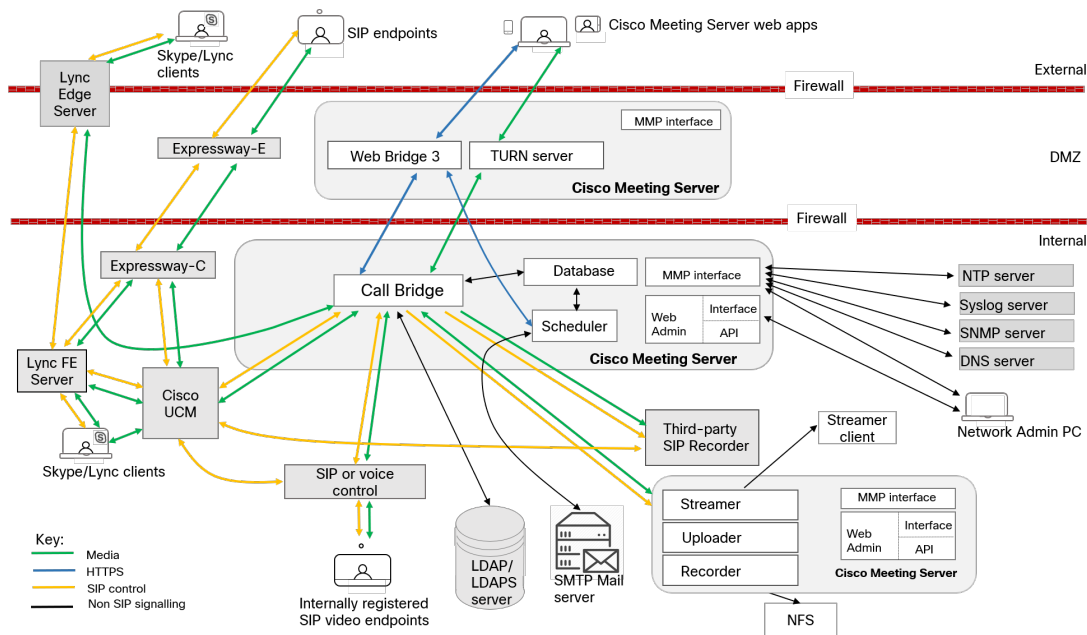 Skype/Lync
clients
SIP endpoints
Cisco Meeting Server web apps
External
Lync
Edge
Server
Firewall
MMP interface
Expressway-E
Web Bridge 3
TURN server
DMZ
Cisco Meeting Server
Firewall
Internal
Expressway-C
Call Bridge
Database
MMP interface
Scheduler
Web
Admin
Interface
API
Cisco Meeting Server
NTP server
Syslog server
SNMP server
DNS server
Lync FE
Server
Cisco
UCM
Network Admin PC
Skype/Lync clients
Third-party
SIP Recorder
Streamer
client
SIP or voice
control
Streamer
Uploader
Recorder
MMP interface
Web
Admin
Interface
API
Cisco Meeting Server
Key:
Media
HTTPS
SIP control
Non SIP signalling
Internally registered
SIP video endpoints
LDAP/
LDAPS
server
SMTP Mail
server
NFS
S
S